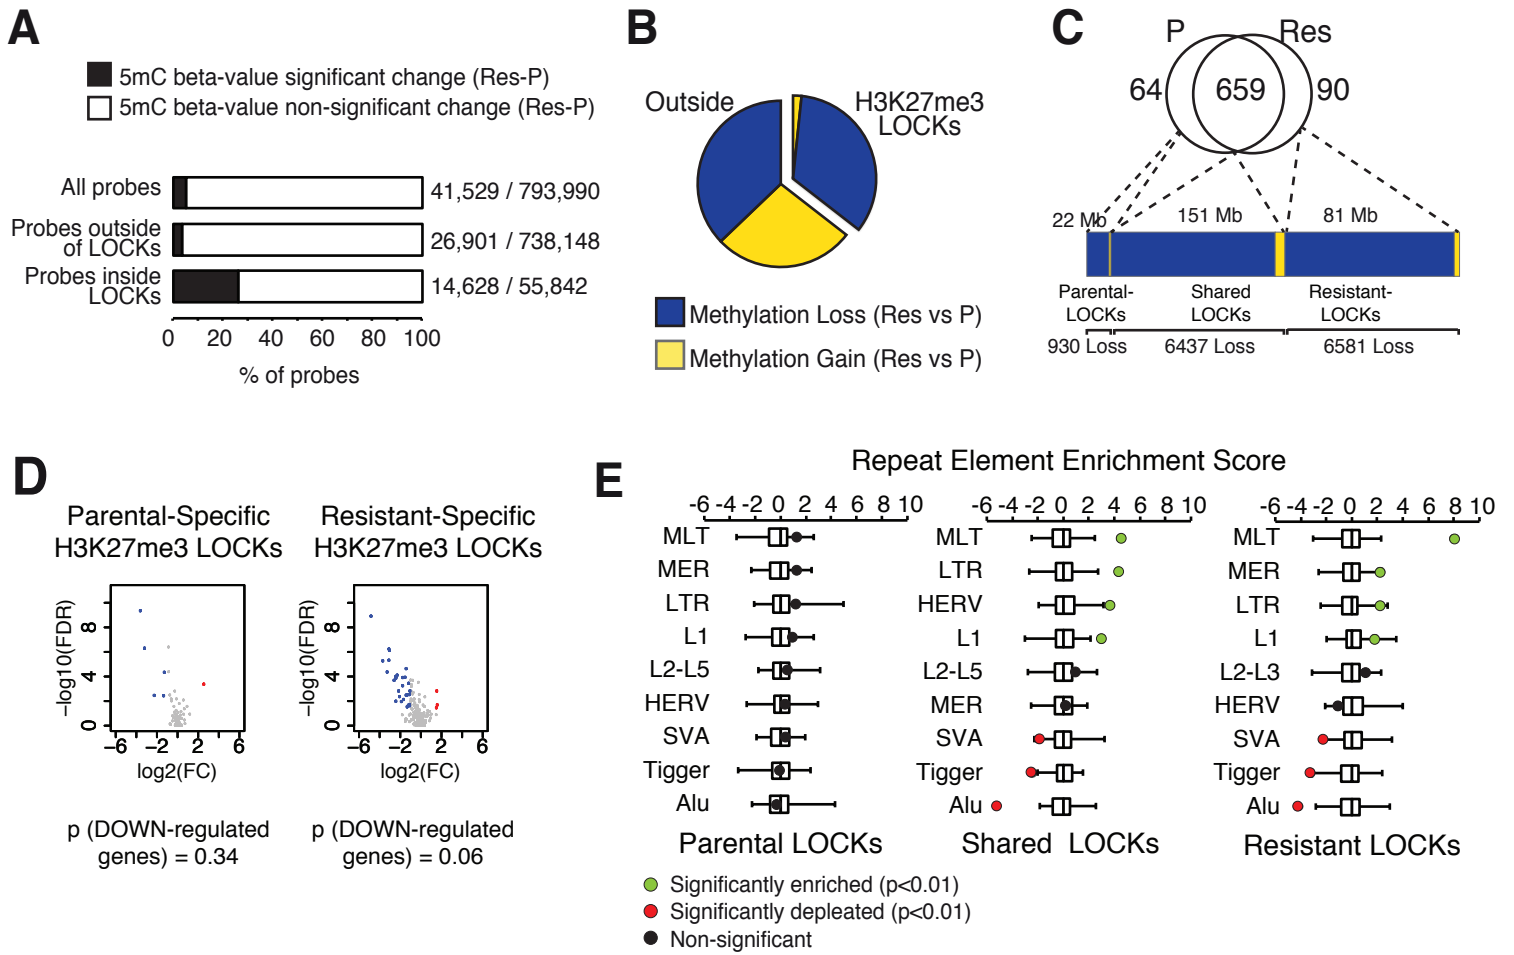 A
5mC beta-value significant change (Res-P)
5mC beta-value non-significant change (Res-P)
All probes
41,529 / 793,990
Probes outside
of LOCKs
26,901 / 738,148
Probes inside
LOCKs
14,628 / 55,842
0 20 40 60 80 100
% of probes
B
Outside
H3K27me3
LOCKs
Methylation Loss (Res vs P)
Methylation Gain (Res vs P)
C
P Res
64 659 90
22 Mb 151 Mb 81 Mb
Parental-
LOCKs
Shared
LOCKs
Resistant-
LOCKs
930 Loss 6437 Loss 6581 Loss
D
Parental-Specific
H3K27me3 LOCKs
−log10(FDR)
8
4
0
−6 −2 2 6
log2(FC)
p (DOWN-regulated
genes) = 0.34
Resistant-Specific
H3K27me3 LOCKs
−log10(FDR)
8
4
0
−6 −2 2 6
log2(FC)
p (DOWN-regulated
genes) = 0.06
E
Repeat Element Enrichment Score
-6 -4 -2 0 2 4 6 8 10
MLT
MER
LTR
L1
L2-L5
HERV
SVA
Tigger
Alu
Parental LOCKs
-6 -4 -2 0 2 4 6 8 10
MLT
LTR
HERV
L1
L2-L5
MER
SVA
Tigger
Alu
Shared LOCKs
-6 -4 -2 0 2 4 6 8 10
MLT
MER
LTR
L1
L2-L3
HERV
SVA
Tigger
Alu
Resistant LOCKs
Significantly enriched (p<0.01)
Significantly depleated (p<0.01)
Non-significant